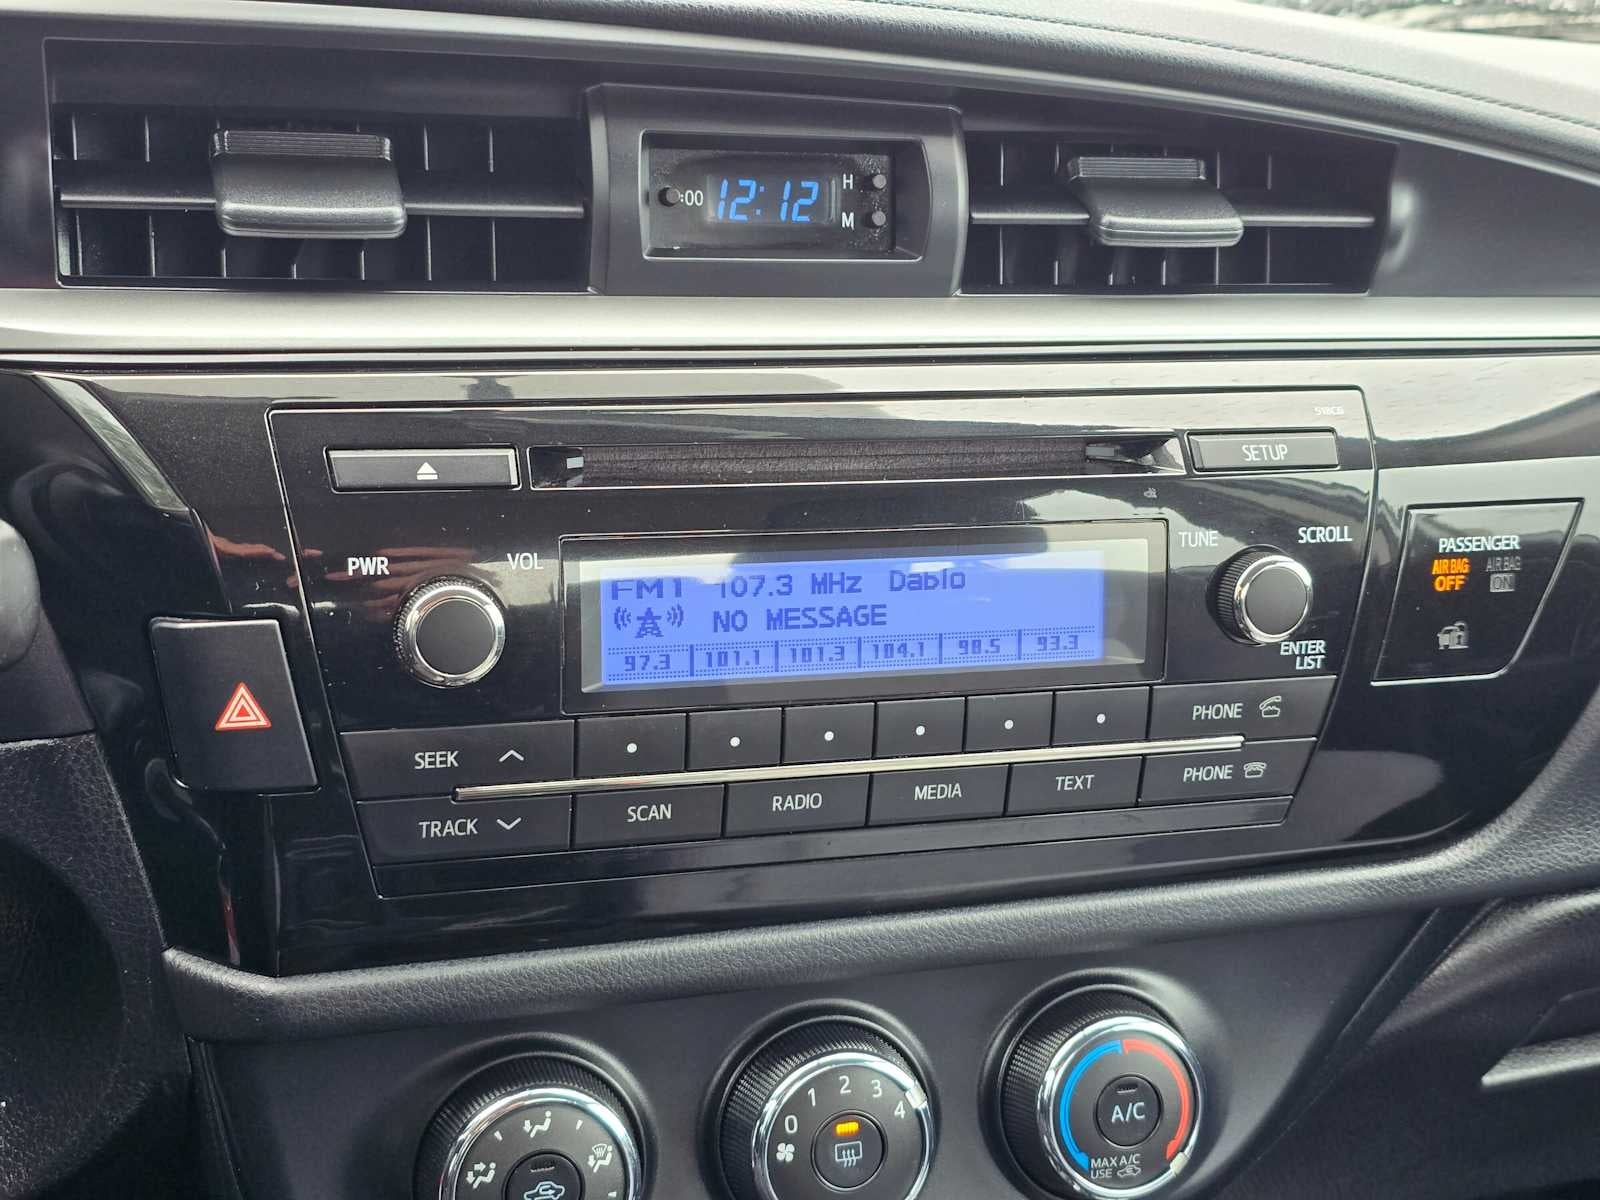 :00 12:12 H
M
518C6
SETUP
PWR VOL TUNE SCROLL
FM1 107.3 MHz Dablo
NO MESSAGE
97.3 101.1 101.3 104.1 98.5 93.3
ENTER
LIST
PASSENGER
AIR BAG AIR BAG
OFF ON
SEEK PHONE
TRACK SCAN RADIO MEDIA TEXT PHONE
0 1 2 3 4
A/C
MAX A/C
USE